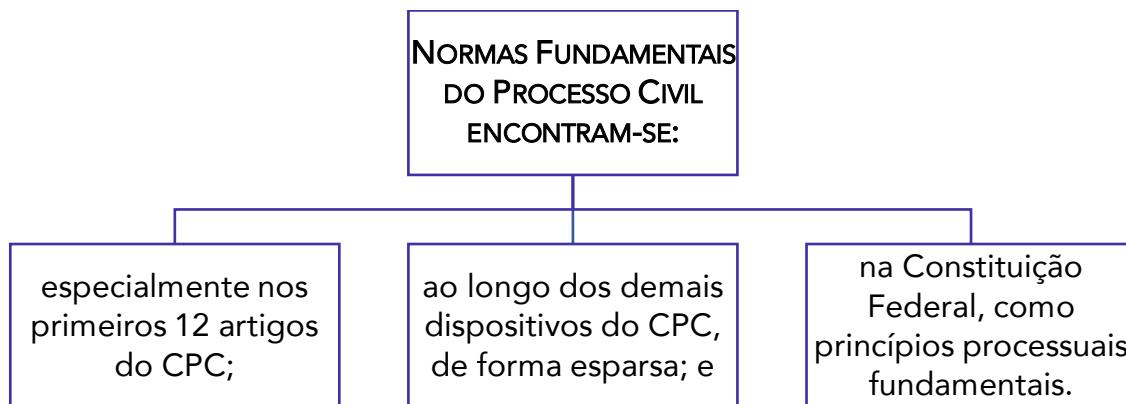 NORMAS FUNDAMENTAIS
DO PROCESSO CIVIL
ENCONTRAM-SE:
especialmente nos
primeiros 12 artigos
do CPC;
ao longo dos demais
dispositivos do CPC,
de forma esparsa; e
na Constituição
Federal, como
princípios processuais
fundamentais.